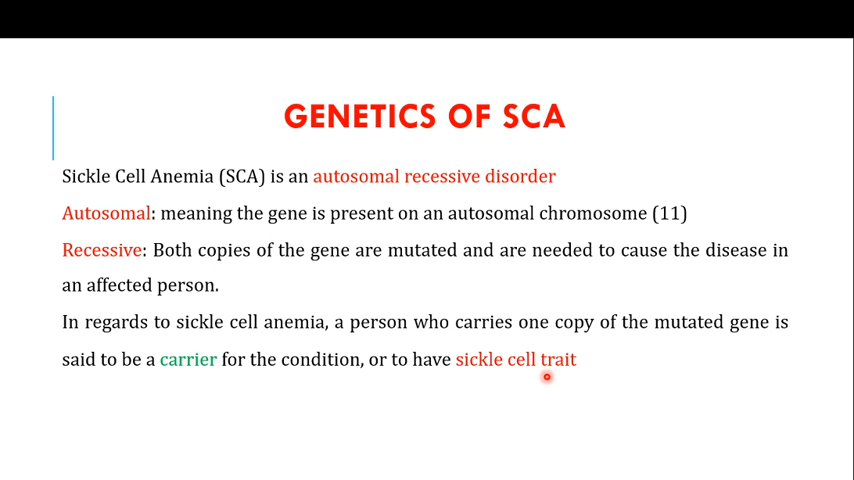 GENETICS OF SCA
Sickle Cell Anemia (SCA) is an autosomal recessive disorder
Autosomal: meaning the gene is present on an autosomal chromosome (11)
Recessive: Both copies of the gene are mutated and are needed to cause the disease in
an affected person.
In regards to sickle cell anemia, a person who carries one copy of the mutated gene is
said to be a carrier for the condition, or to have sickle cell trait